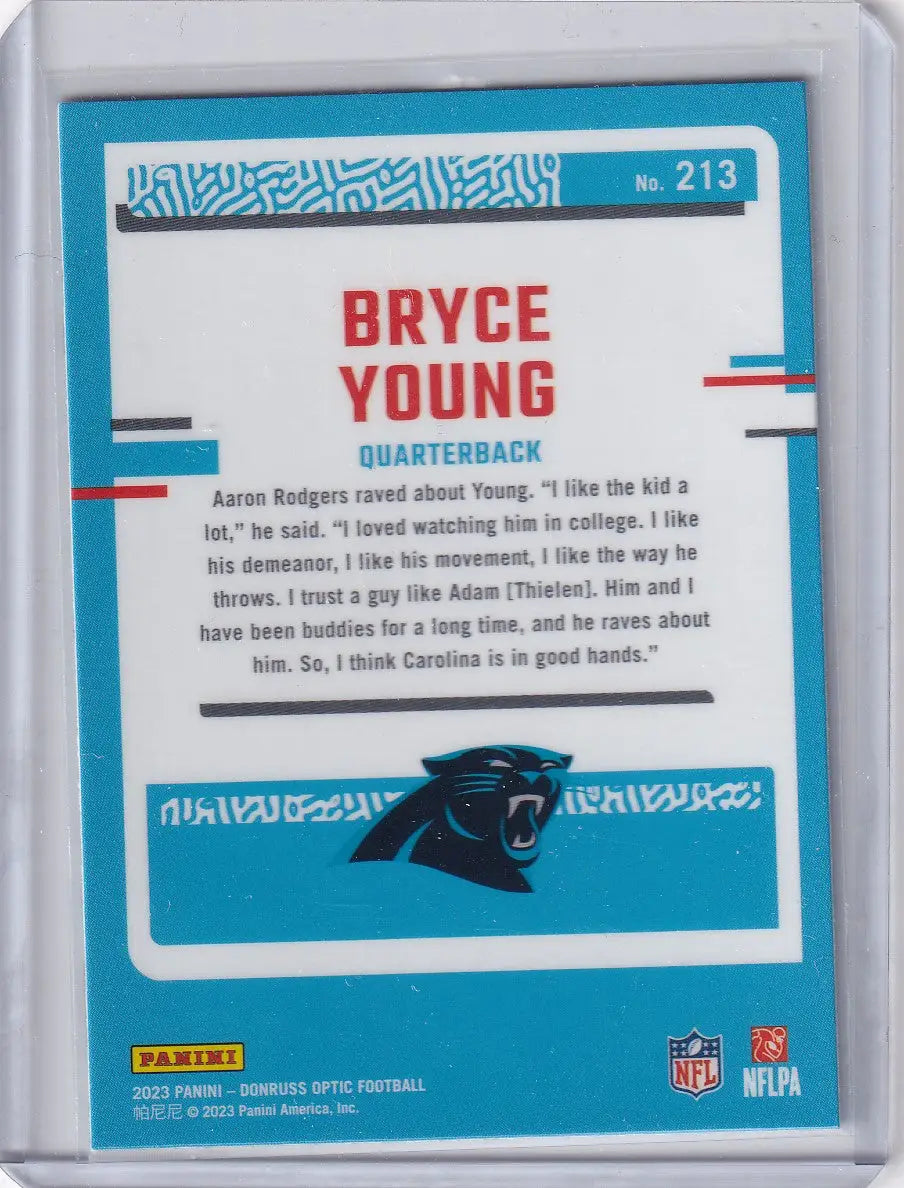 No. 213
BRYCE
YOUNG
QUARTERBACK
Aaron Rodgers raved about Young. “I like the kid a
lot,” he said. “I loved watching him in college. I like
his demeanor, I like his movement, I like the way he
throws. I trust a guy like Adam [Thielen]. Him and I
have been buddies for a long time, and he raves about
him. So, I think Carolina is in good hands.”
PANINI
2023 PANINI – DONRUSS OPTIC FOOTBALL
帕尼尼 © 2023 Panini America, Inc.
NFL
NFLPA